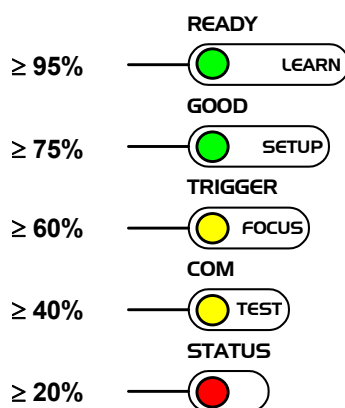 READY
≥ 95% LEARN
GOOD
≥ 75% SETUP
TRIGGER
≥ 60% FOCUS
COM
≥ 40% TEST
STATUS
≥ 20%